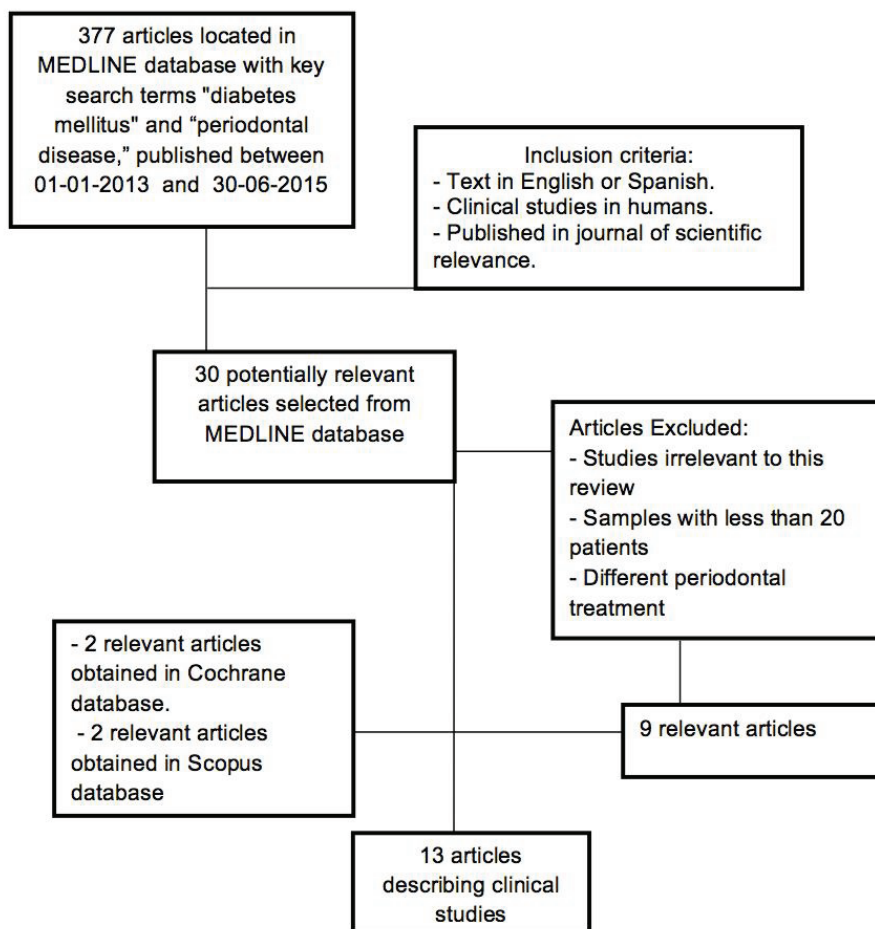 377 articles located in
MEDLINE database with key
search terms "diabetes
mellitus" and “periodontal
disease,” published between
01-01-2013 and 30-06-2015
Inclusion criteria:
- Text in English or Spanish.
- Clinical studies in humans.
- Published in journal of scientific
relevance.
30 potentially relevant
articles selected from
MEDLINE database
Articles Excluded:
- Studies irrelevant to this
review
- Samples with less than 20
patients
- Different periodontal
treatment
- 2 relevant articles
obtained in Cochrane
database.
- 2 relevant articles
obtained in Scopus
database
9 relevant articles
13 articles
describing clinical
studies